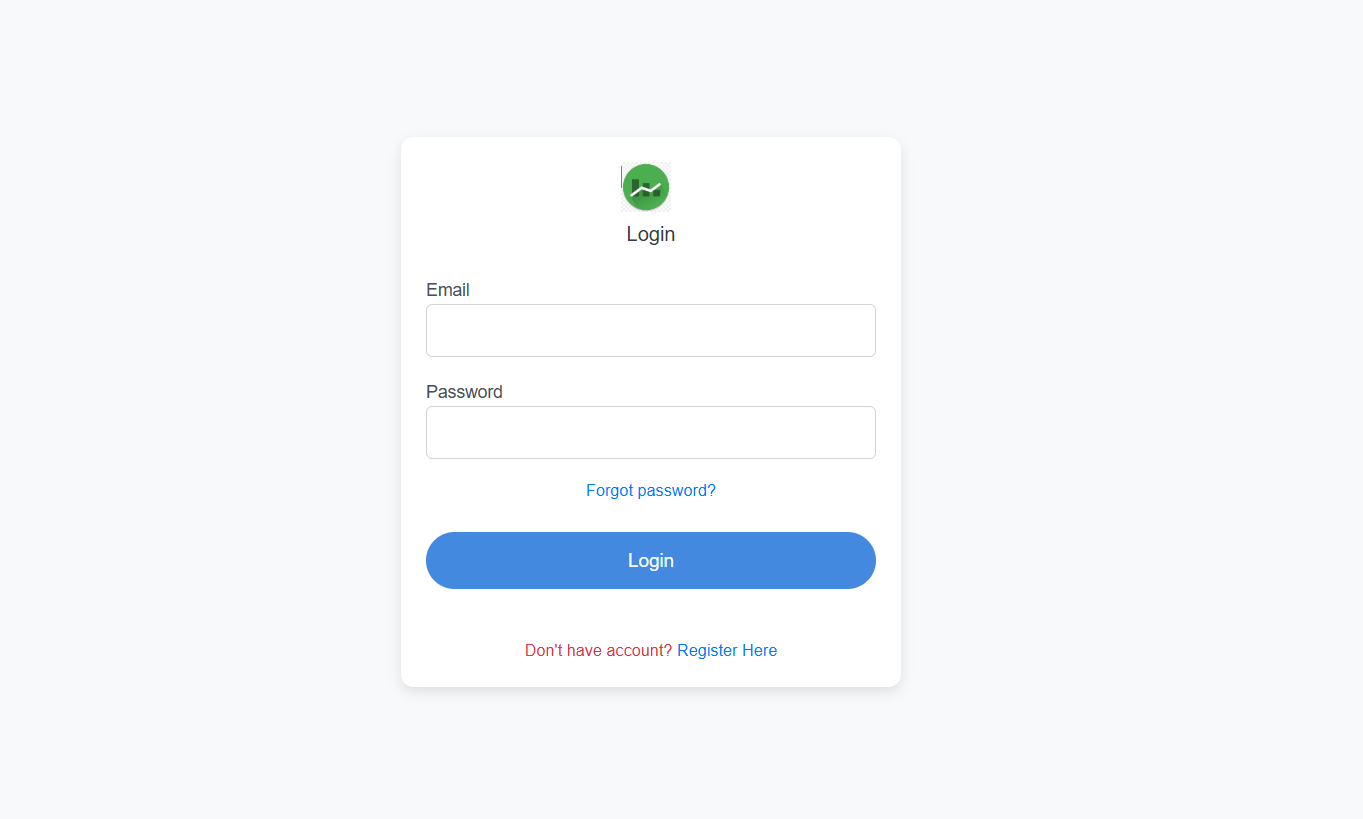 Login
Email
Password
Forgot password?
Login
Don't have account? Register Here